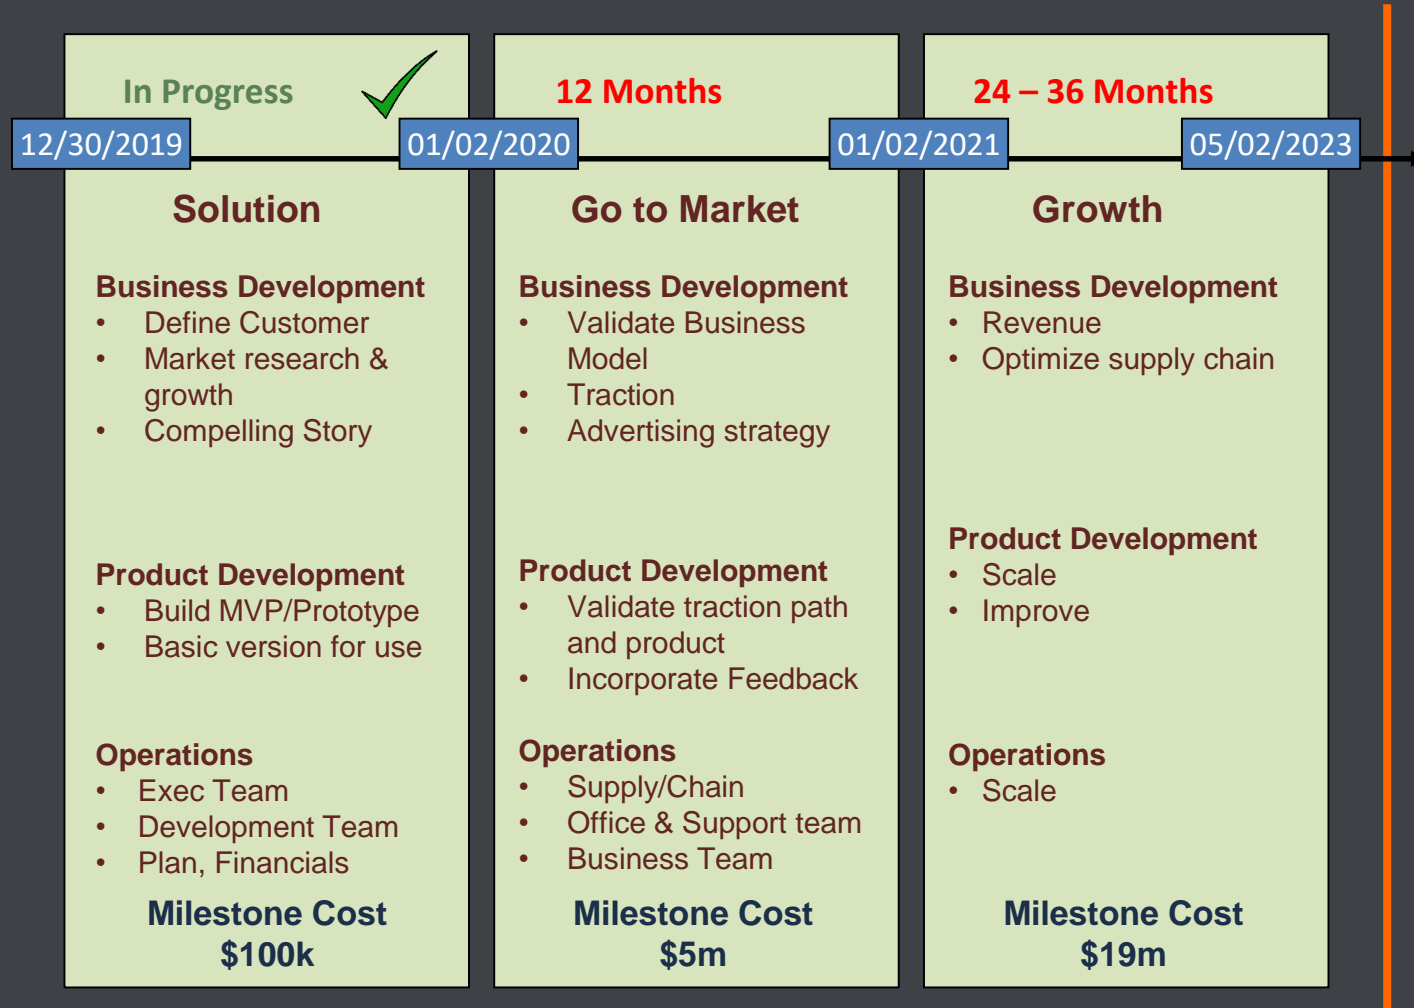 In Progress
12/30/2019
01/02/2020
Solution
Business Development
• Define Customer
• Market research &
growth
• Compelling Story
Product Development
• Build MVP/Prototype
• Basic version for use
Operations
• Exec Team
• Development Team
• Plan, Financials
Milestone Cost
$100k
12 Months
01/02/2021
Go to Market
Business Development
• Validate Business
Model
• Traction
• Advertising strategy
Product Development
• Validate traction path
and product
• Incorporate Feedback
Operations
• Supply/Chain
• Office & Support team
• Business Team
Milestone Cost
$5m
24 – 36 Months
05/02/2023
Growth
Business Development
• Revenue
• Optimize supply chain
Product Development
• Scale
• Improve
Operations
• Scale
Milestone Cost
$19m